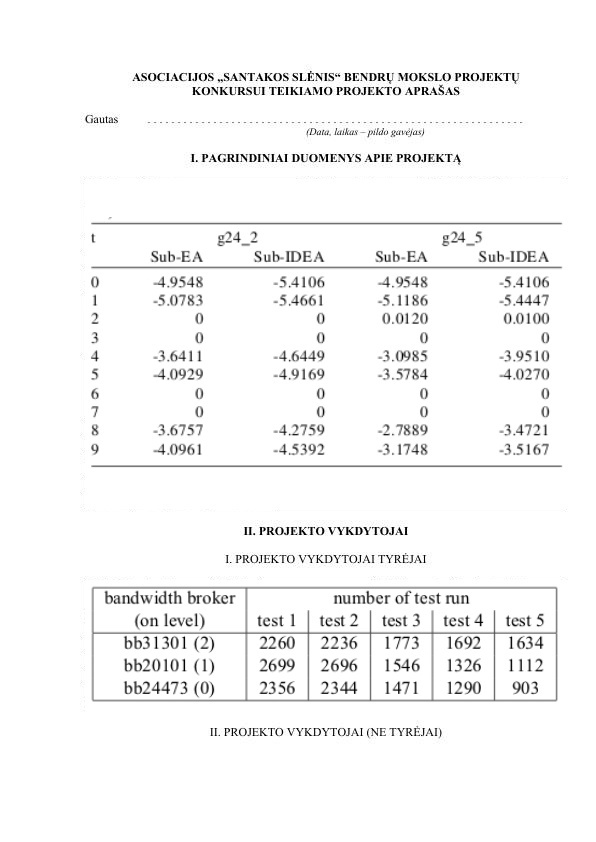 ASOCIACIJOS „SANTAKOS SLĖNIS“ BENDRŲ MOKSLO PROJEKTŲ
KONKURSUI TEIKIAMO PROJEKTO APRAŠAS
Gautas . . . . . . . . . . . . . . . . . . . . . . . . . . . . . . . . . . . . . . . . . . . . . . . . . . . . . . . . . . . . . . .
(Data, laikas – pildo gavėjas)
I. PAGRINDINIAI DUOMENYS APIE PROJEKTĄ
t g24_2 g24_5
Sub-EA Sub-IDEA Sub-EA Sub-IDEA
0 -4.9548 -5.4106 -4.9548 -5.4106
1 -5.0783 -5.4661 -5.1186 -5.4447
2 0 0 0.0120 0.0100
3 0 0 0 0
4 -3.6411 -4.6449 -3.0985 -3.9510
5 -4.0929 -4.9169 -3.5784 -4.0270
6 0 0 0 0
7 0 0 0 0
8 -3.6757 -4.2759 -2.7889 -3.4721
9 -4.0961 -4.5392 -3.1748 -3.5167
II. PROJEKTO VYKDYTOJAI
I. PROJEKTO VYKDYTOJAI TYRĖJAI
bandwidth broker number of test run
(on level) test 1 test 2 test 3 test 4 test 5
bb31301 (2) 2260 2236 1773 1692 1634
bb20101 (1) 2699 2696 1546 1326 1112
bb24473 (0) 2356 2344 1471 1290 903
II. PROJEKTO VYKDYTOJAI (NE TYRĖJAI)